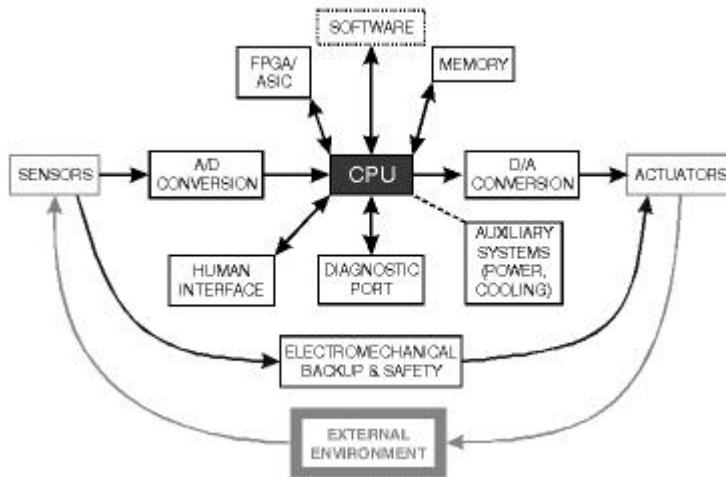 SOFTWARE
FPGA/
ASIC
MEMORY
SENSORS
A/D
CONVERSION
CPU
D/A
CONVERSION
ACTUATORS
HUMAN
INTERFACE
DIAGNOSTIC
PORT
AUXILIARY
SYSTEMS
(POWER,
COOLING)
ELECTROMECHANICAL
BACKUP & SAFETY
EXTERNAL
ENVIRONMENT